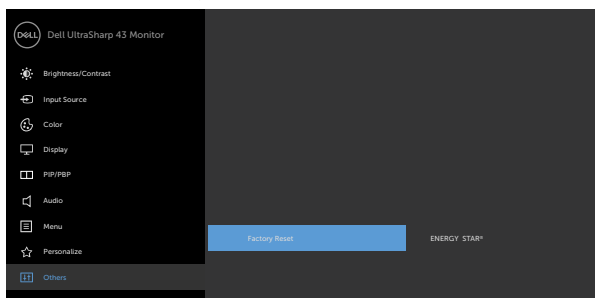 DELL
Dell UltraSharp 43 Monitor
Brightness/Contrast
Input Source
Color
Display
PIP/PBP
Audio
Menu
Personalize
Others
Factory Reset
ENERGY STAR®